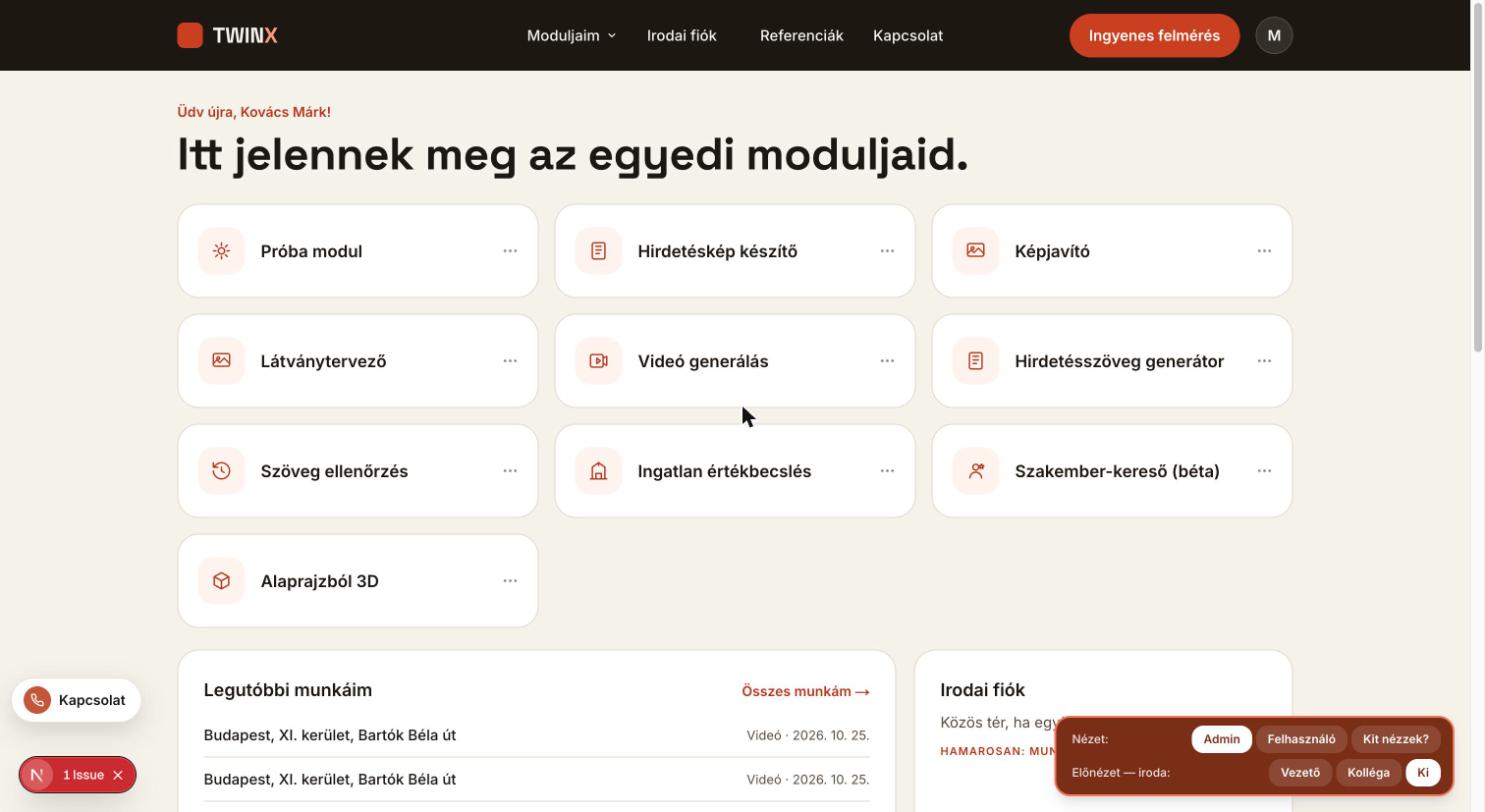 TWINX
Moduljaim
Irodai fiók
Referenciák
Kapcsolat
Ingyenes felmérés
M
Üdv újra, Kovács Márk!
Itt jelennek meg az egyedi moduljaid.
Próba modul
Hirdetéskép készítő
Képjavító
Látványtervező
Videó generálás
Hirdetésszöveg generátor
Szöveg ellenőrzés
Ingatlan értékbecslés
Szakember-kereső (béta)
Alaprajzból 3D
Legutóbbi munkáim
Összes munkám →
Budapest, XI. kerület, Bartók Béla út
Videó · 2026. 10. 25.
Budapest, XI. kerület, Bartók Béla út
Videó · 2026. 10. 25.
Irodai fiók
Közös tér, ha
HAMAROSAN:
Kapcsolat
N
1 Issue
Nézet:
Admin
Felhasználó
Kit nézzek?
Előnézet — iroda:
Vezető
Kolléga
Ki